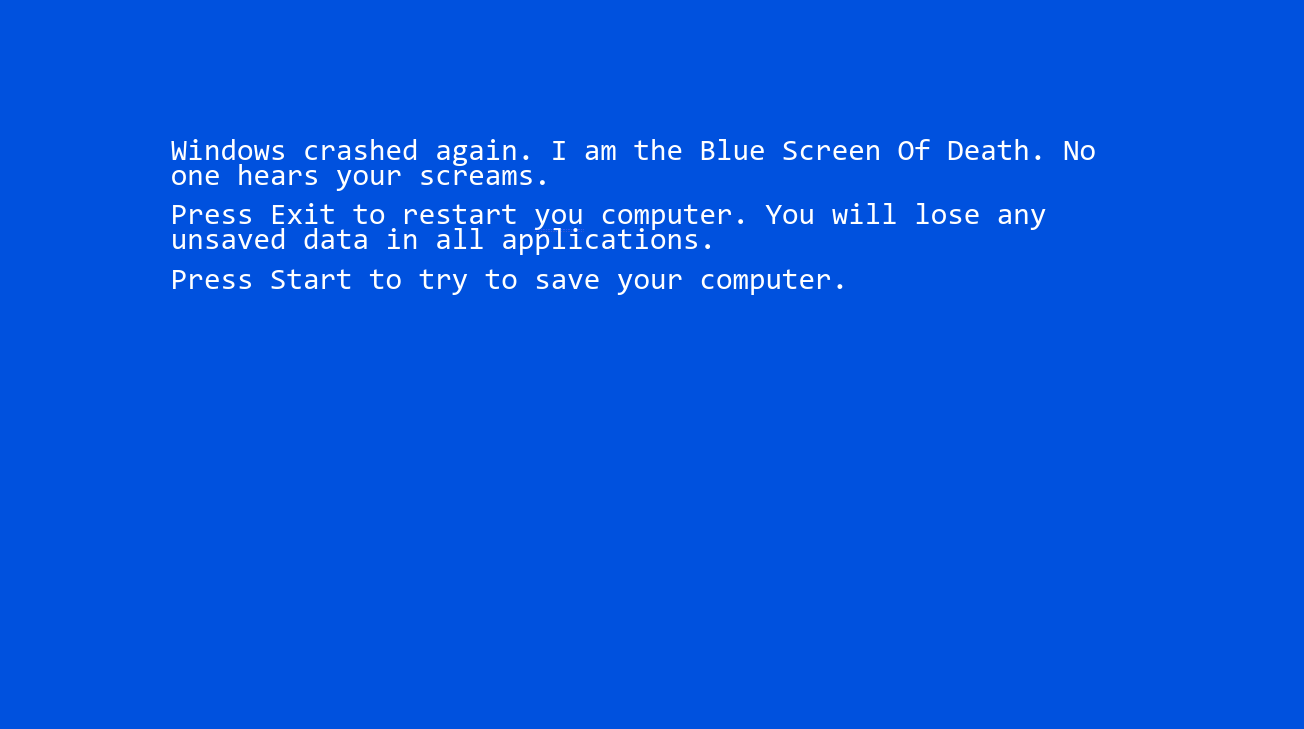 Windows crashed again. I am the Blue Screen Of Death. No
one hears your screams.
Press Exit to restart you computer. You will lose any
unsaved data in all applications.
Press Start to try to save your computer.